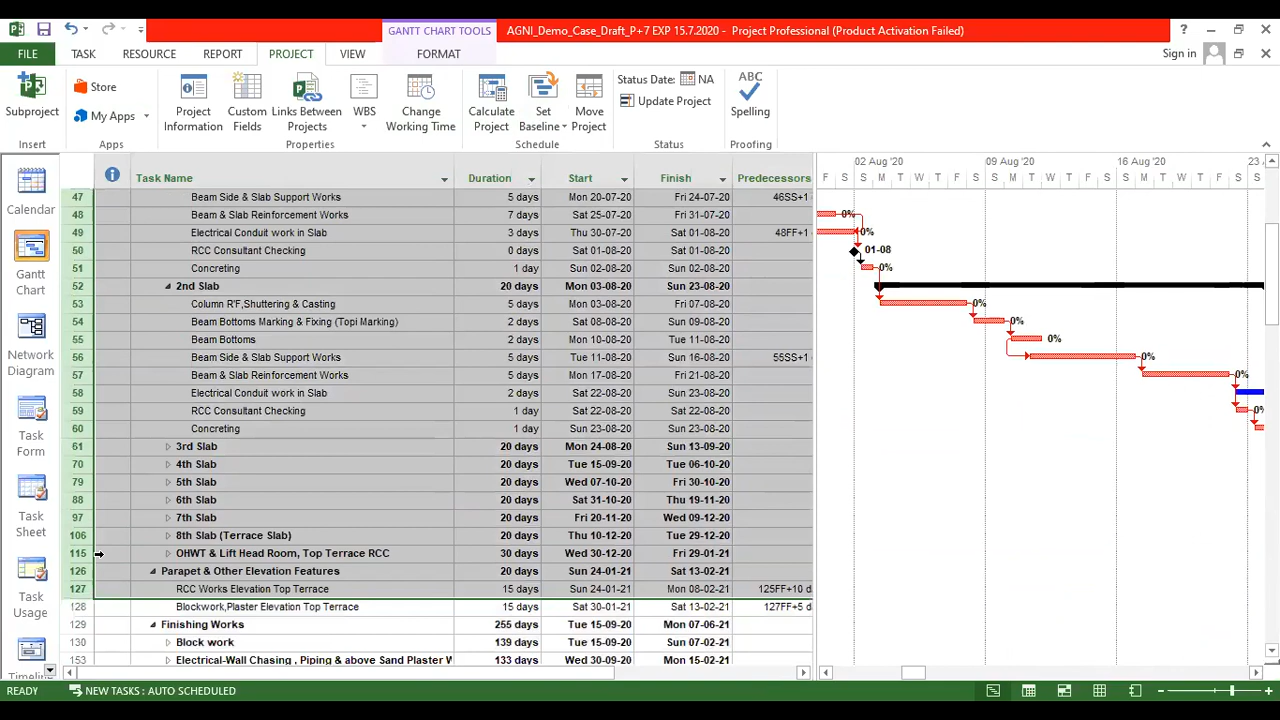 GANTT CHART TOOLS
AGNI_Demo_Case_Draft_P+7 EXP 15.7.2020 - Project Professional (Product Activation Failed)
FILE TASK RESOURCE REPORT PROJECT VIEW FORMAT Sign in
Subproject
Store
My Apps
Project Information
Custom Fields
Links Between Projects
WBS
Change Working Time
Calculate Project
Set Baseline
Move Project
Status Date: NA
Update Project
ABC
Spelling
Insert Apps Properties Schedule Status Proofing
Calendar
Gantt Chart
Network Diagram
Task Form
Task Sheet
Task Usage
Timeline
Task Name Duration Start Finish Predecessors
02 Aug '20 09 Aug '20 16 Aug '20 23
F S S M T W T F S S M T W T F S S M T W T F S S
47 Beam Side & Slab Support Works 5 days Mon 20-07-20 Fri 24-07-20 46SS+1
48 Beam & Slab Reinforcement Works 7 days Sat 25-07-20 Fri 31-07-20 0%
49 Electrical Conduit work in Slab 3 days Thu 30-07-20 Sat 01-08-20 48FF+1 0%
50 RCC Consultant Checking 0 days Sat 01-08-20 Sat 01-08-20 01-08
51 Concreting 1 day Sun 02-08-20 Sun 02-08-20 0%
52 2nd Slab 20 days Mon 03-08-20 Sun 23-08-20
53 Column R'F,Shuttering & Casting 5 days Mon 03-08-20 Fri 07-08-20 0%
54 Beam Bottoms Marking & Fixing (Topi Marking) 2 days Sat 08-08-20 Sun 09-08-20 0%
55 Beam Bottoms 2 days Mon 10-08-20 Tue 11-08-20 0%
56 Beam Side & Slab Support Works 5 days Tue 11-08-20 Sun 16-08-20 55SS+1 0%
57 Beam & Slab Reinforcement Works 5 days Mon 17-08-20 Fri 21-08-20 0%
58 Electrical Conduit work in Slab 2 days Sat 22-08-20 Sun 23-08-20
59 RCC Consultant Checking 1 day Sat 22-08-20 Sat 22-08-20 0%
60 Concreting 1 day Sun 23-08-20 Sun 23-08-20
61 3rd Slab 20 days Mon 24-08-20 Sun 13-09-20
70 4th Slab 20 days Tue 15-09-20 Tue 06-10-20
79 5th Slab 20 days Wed 07-10-20 Fri 30-10-20
88 6th Slab 20 days Sat 31-10-20 Thu 19-11-20
97 7th Slab 20 days Fri 20-11-20 Wed 09-12-20
106 8th Slab (Terrace Slab) 20 days Thu 10-12-20 Tue 29-12-20
115 OHWT & Lift Head Room, Top Terrace RCC 30 days Wed 30-12-20 Fri 29-01-21
126 Parapet & Other Elevation Features 20 days Sun 24-01-21 Sat 13-02-21
127 RCC Works Elevation Top Terrace 15 days Sun 24-01-21 Mon 08-02-21 125FF+10 d
128 Blockwork,Plaster Elevation Top Terrace 15 days Sat 30-01-21 Sat 13-02-21 127FF+5 d
129 Finishing Works 255 days Tue 15-09-20 Mon 07-06-21
130 Block work 139 days Tue 15-09-20 Sun 07-02-21
153 Electrical-Wall Chasing , Piping & above Sand Plaster W 133 days Wed 30-09-20 Mon 15-02-21
READY NEW TASKS : AUTO SCHEDULED